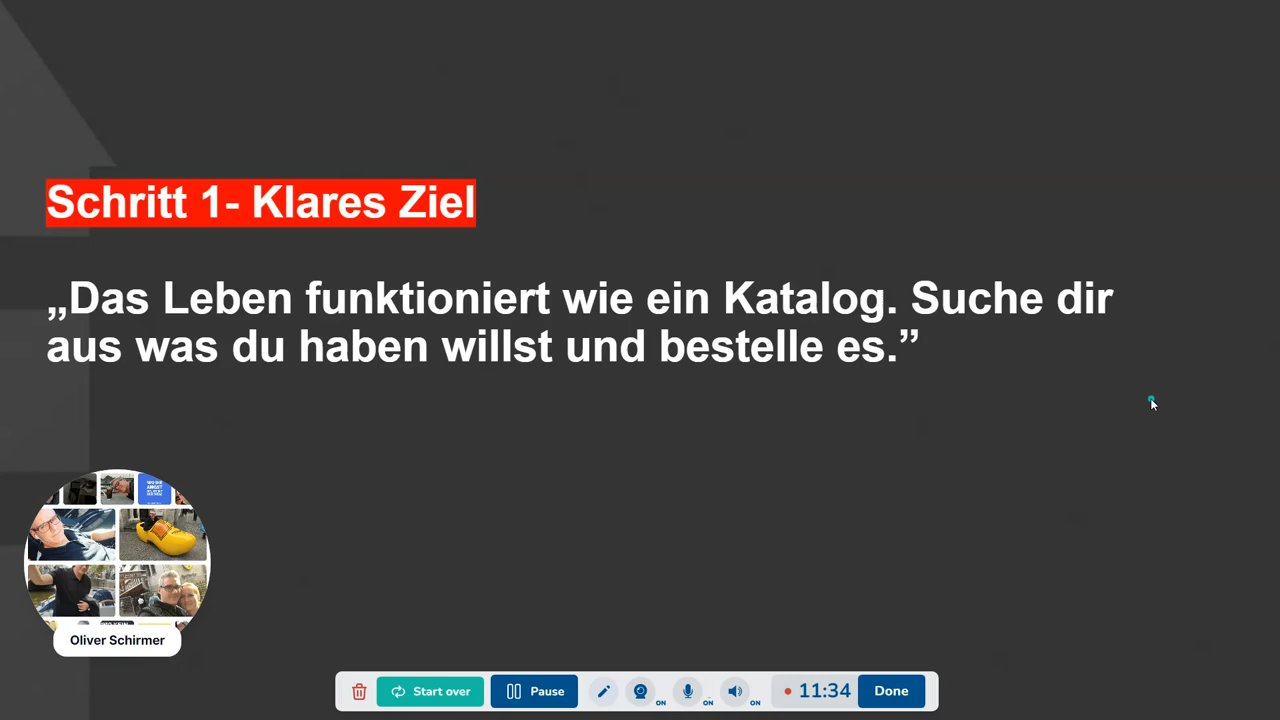 Schritt 1- Klares Ziel
„Das Leben funktioniert wie ein Katalog. Suche dir
aus was du haben willst und bestelle es.”
Oliver Schirmer
Start over
Pause
ON
ON
ON
11:34
Done